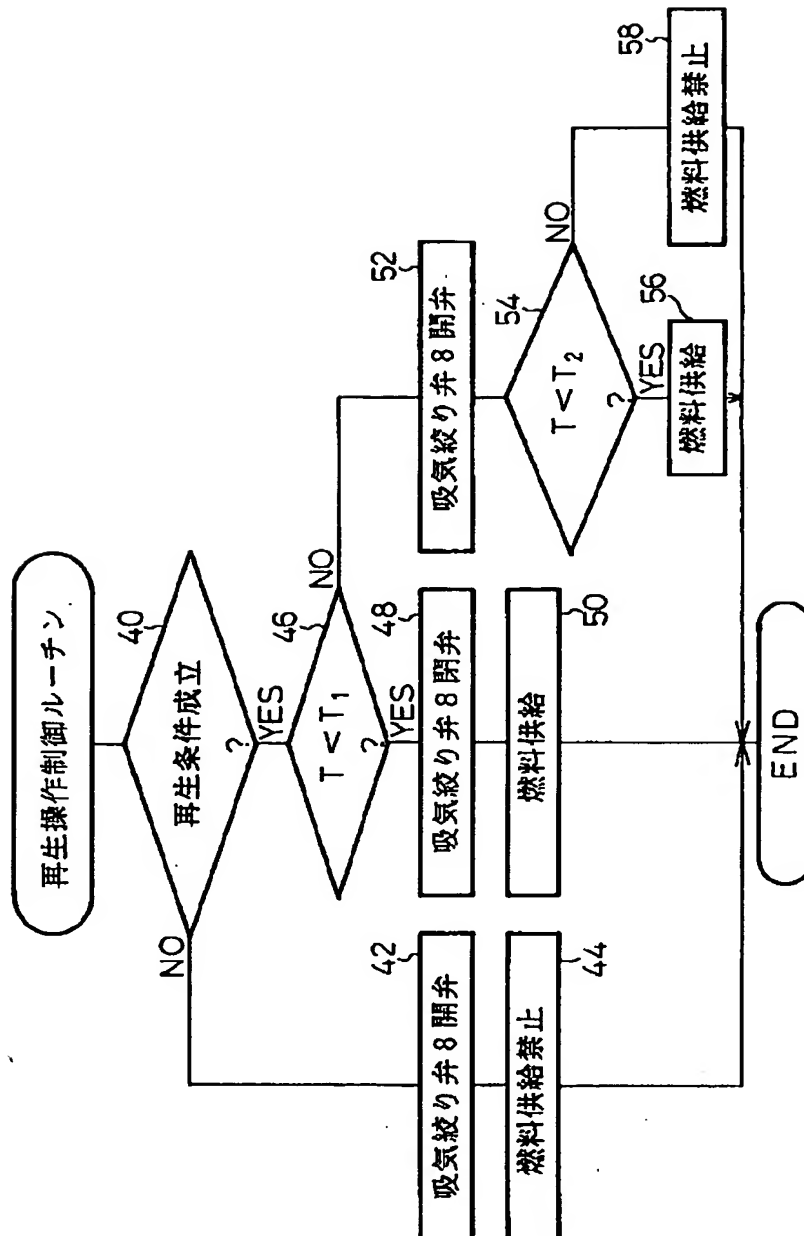 再生操作制御ルーチン
40
再生条件成立
?
NO
YES
46
T < T1
?
NO
YES
42
吸気絞り弁8開弁
48
吸気絞り弁8閉弁
52
吸気絞り弁8開弁
44
燃料供給禁止
50
燃料供給
54
T < T2
?
NO
YES
56
燃料供給
58
燃料供給禁止
END